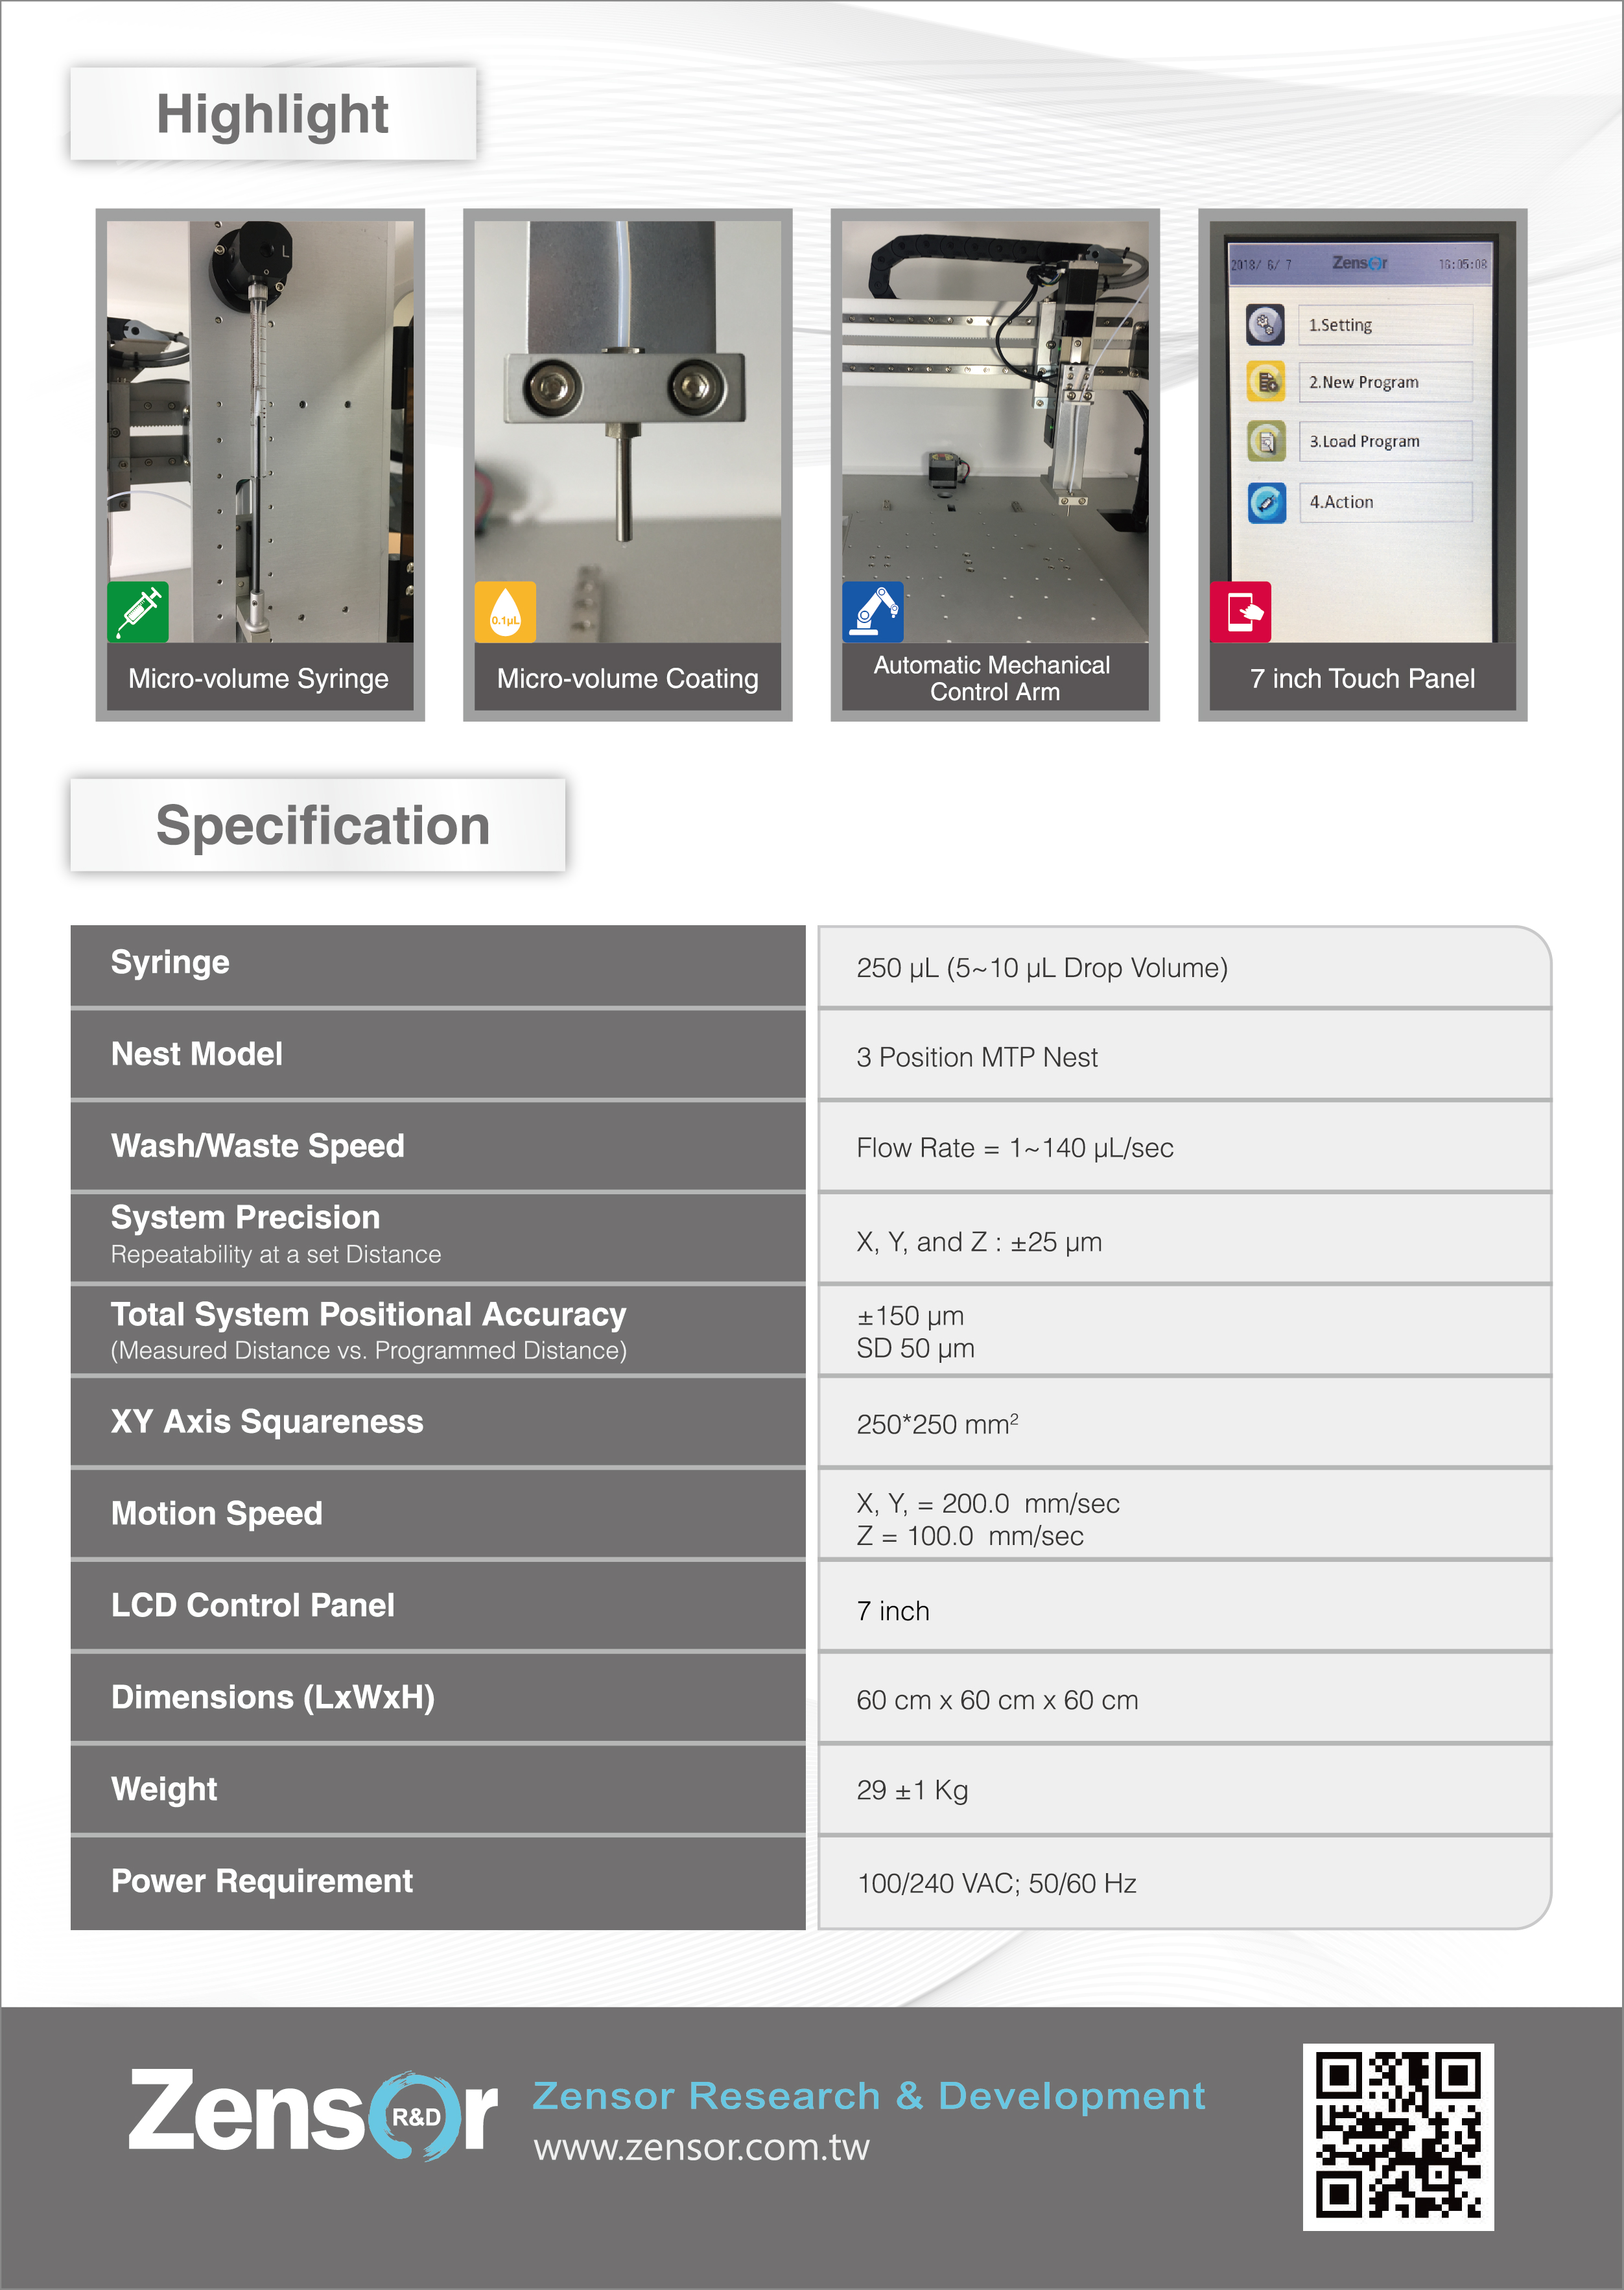 Highlight
L
0.1µL
2018/ 6/ 7 Zensor 16:05:08
1.Setting
2.New Program
3.Load Program
4.Action
Micro-volume Syringe
Micro-volume Coating
Automatic Mechanical
Control Arm
7 inch Touch Panel
Specification
Syringe
250 µL (5~10 µL Drop Volume)
Nest Model
3 Position MTP Nest
Wash/Waste Speed
Flow Rate = 1~140 µL/sec
System Precision
Repeatability at a set Distance
X, Y, and Z : ±25 µm
Total System Positional Accuracy
(Measured Distance vs. Programmed Distance)
±150 µm
SD 50 µm
XY Axis Squareness
250*250 mm²
Motion Speed
X, Y, = 200.0 mm/sec
Z = 100.0 mm/sec
LCD Control Panel
7 inch
Dimensions (LxWxH)
60 cm x 60 cm x 60 cm
Weight
29 ±1 Kg
Power Requirement
100/240 VAC; 50/60 Hz
Zensor
R&D
Zensor Research & Development
www.zensor.com.tw